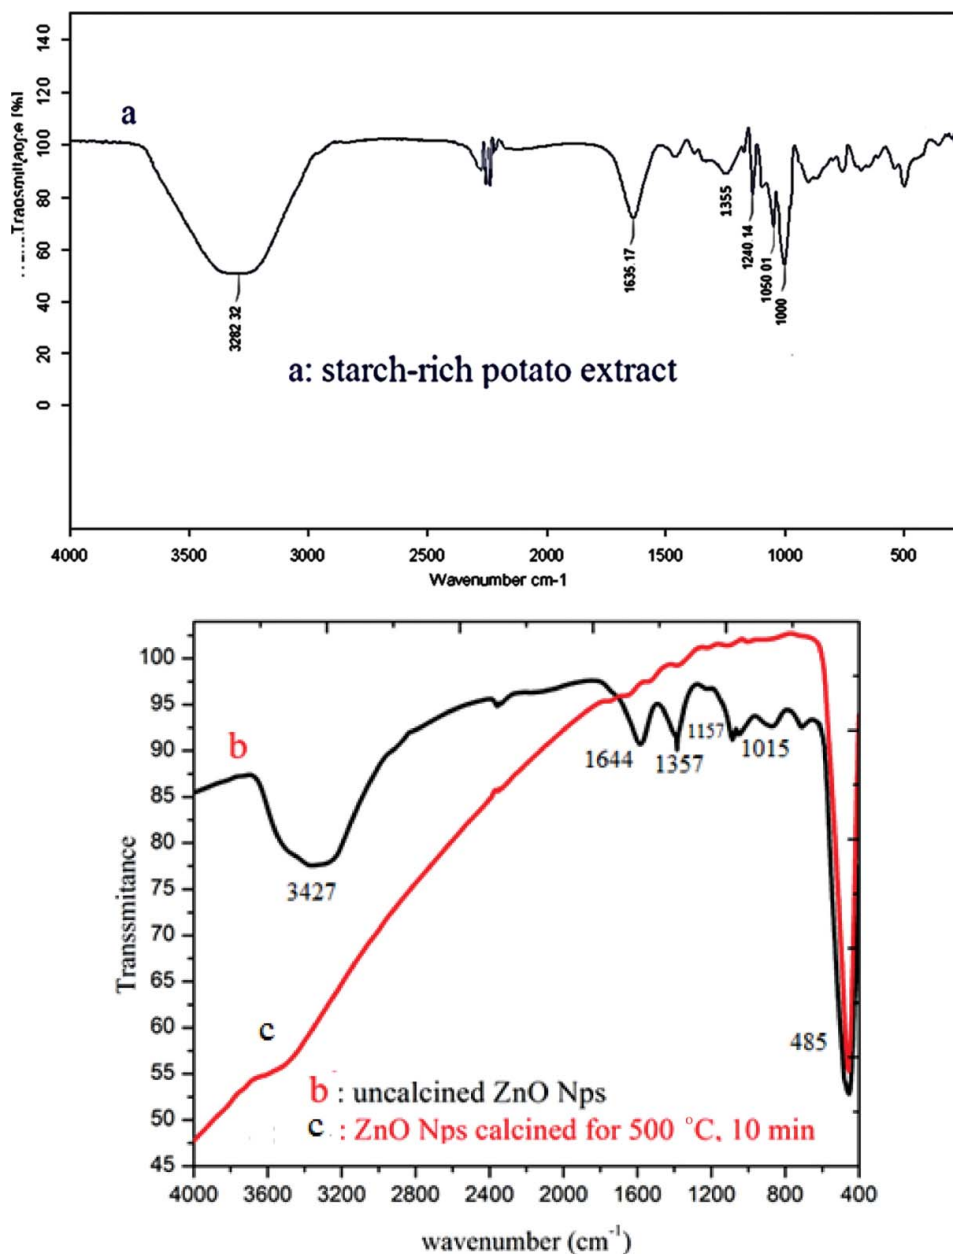 140
120
a
100
80
60
40
20
0
Transmittance [%]
3282 32
1635.17
1355
1240.14
1050 01
1000
a: starch-rich potato extract
4000 3500 3000 2500 2000 1500 1000 500
Wavenumber cm-1
100
95
90
85
80
75
70
65
60
55
50
45
Transsmitance
b
3427
1644
1357
1157
1015
485
c
b : uncalcined ZnO Nps
c : ZnO Nps calcined for 500 °C, 10 min
4000 3600 3200 2800 2400 2000 1600 1200 800 400
wavenumber (cm⁻¹)